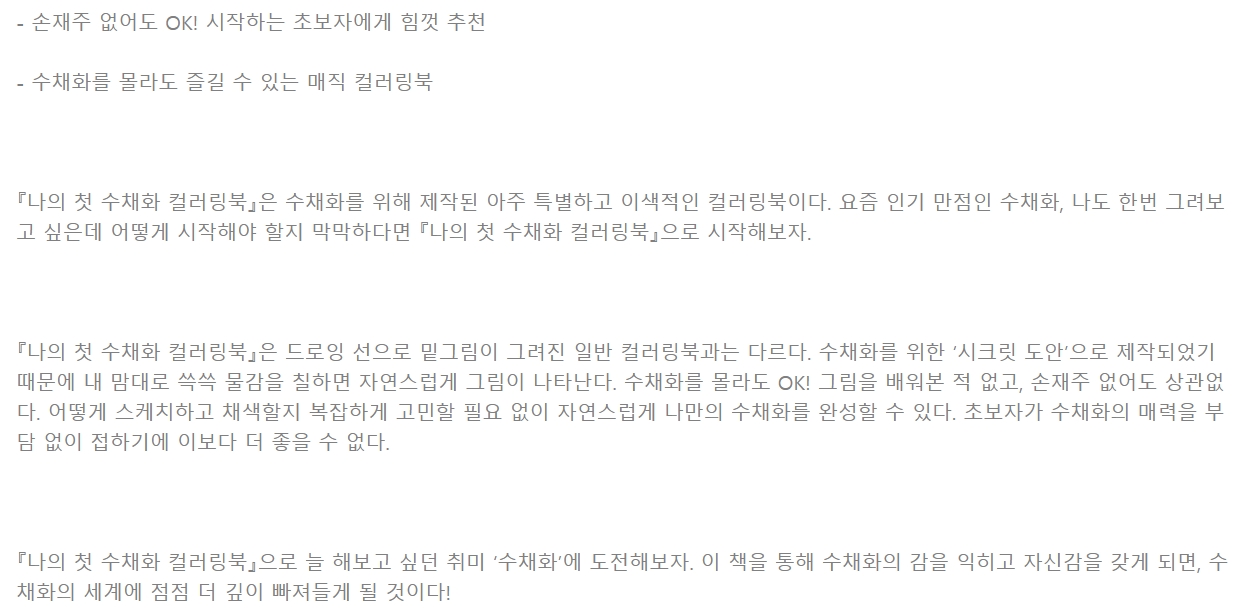 - 손재주 없어도 OK! 시작하는 초보자에게 힘껏 추천
- 수채화를 몰라도 즐길 수 있는 매직 컬러링북
『나의 첫 수채화 컬러링북』은 수채화를 위해 제작된 아주 특별하고 이색적인 컬러링북이다. 요즘 인기 만점인 수채화, 나도 한번 그려보
고 싶은데 어떻게 시작해야 할지 막막하다면 『나의 첫 수채화 컬러링북』으로 시작해보자.
『나의 첫 수채화 컬러링북』은 드로잉 선으로 밑그림이 그려진 일반 컬러링북과는 다르다. 수채화를 위한 ‘시크릿 도안’으로 제작되었기
때문에 내 맘대로 쓱쓱 물감을 칠하면 자연스럽게 그림이 나타난다. 수채화를 몰라도 OK! 그림을 배워본 적 없고, 손재주 없어도 상관없
다. 어떻게 스케치하고 채색할지 복잡하게 고민할 필요 없이 자연스럽게 나만의 수채화를 완성할 수 있다. 초보자가 수채화의 매력을 부
담 없이 접하기에 이보다 더 좋을 수 없다.
『나의 첫 수채화 컬러링북』으로 늘 해보고 싶던 취미 ‘수채화’에 도전해보자. 이 책을 통해 수채화의 감을 익히고 자신감을 갖게 되면, 수
채화의 세계에 점점 더 깊이 빠져들게 될 것이다!